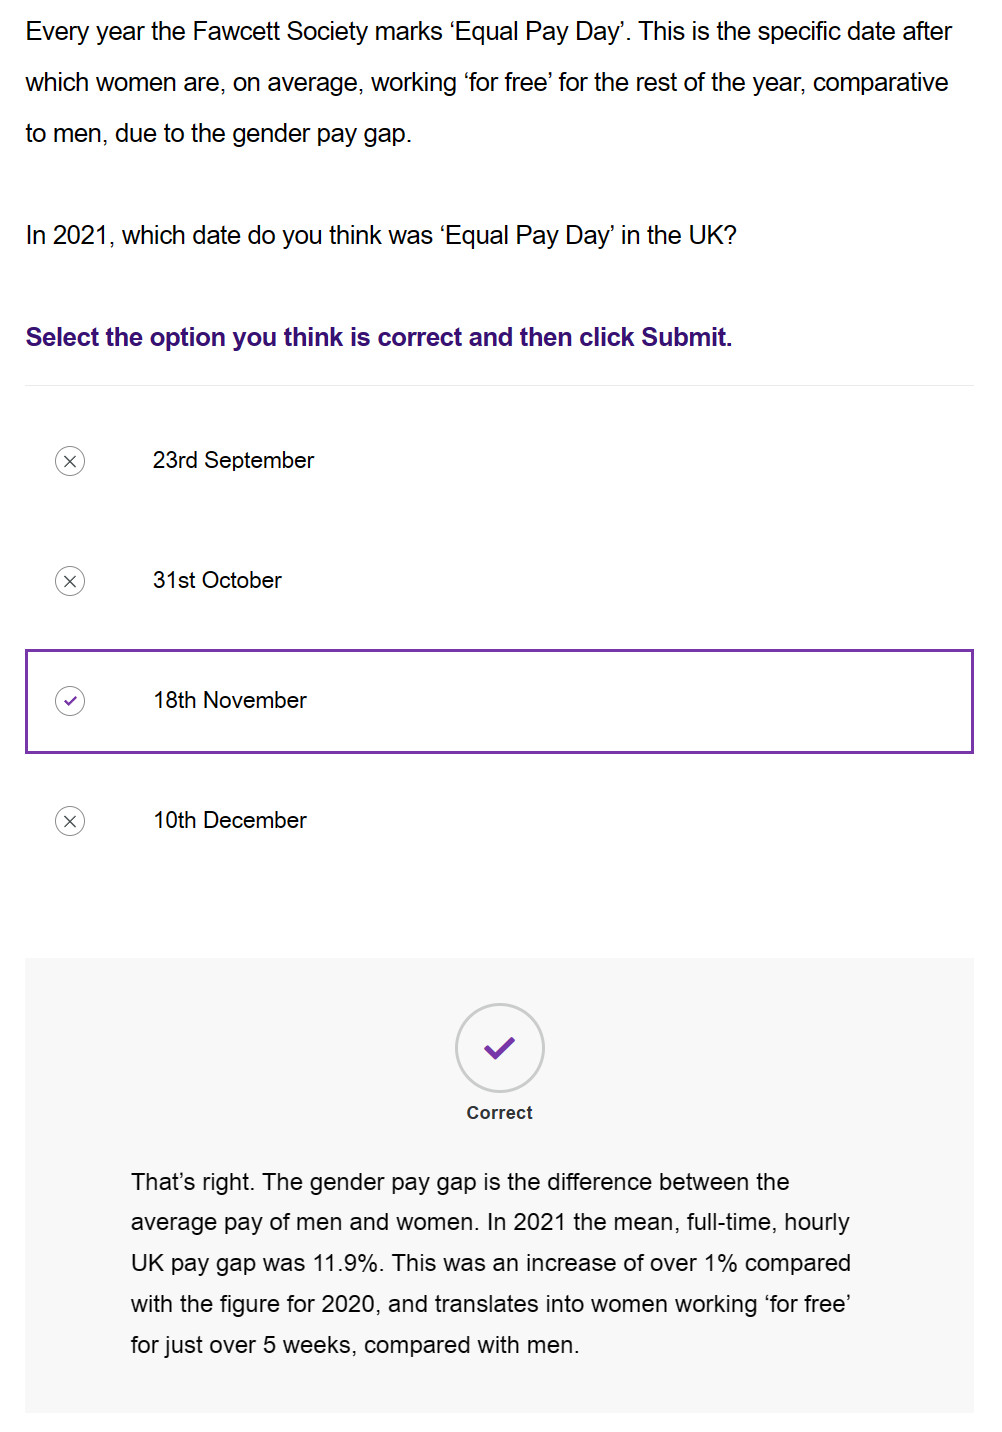 Every year the Fawcett Society marks ‘Equal Pay Day’. This is the specific date after
which women are, on average, working ‘for free’ for the rest of the year, comparative
to men, due to the gender pay gap.
In 2021, which date do you think was ‘Equal Pay Day’ in the UK?
Select the option you think is correct and then click Submit.
23rd September
31st October
18th November
10th December
Correct
That’s right. The gender pay gap is the difference between the
average pay of men and women. In 2021 the mean, full-time, hourly
UK pay gap was 11.9%. This was an increase of over 1% compared
with the figure for 2020, and translates into women working ‘for free’
for just over 5 weeks, compared with men.